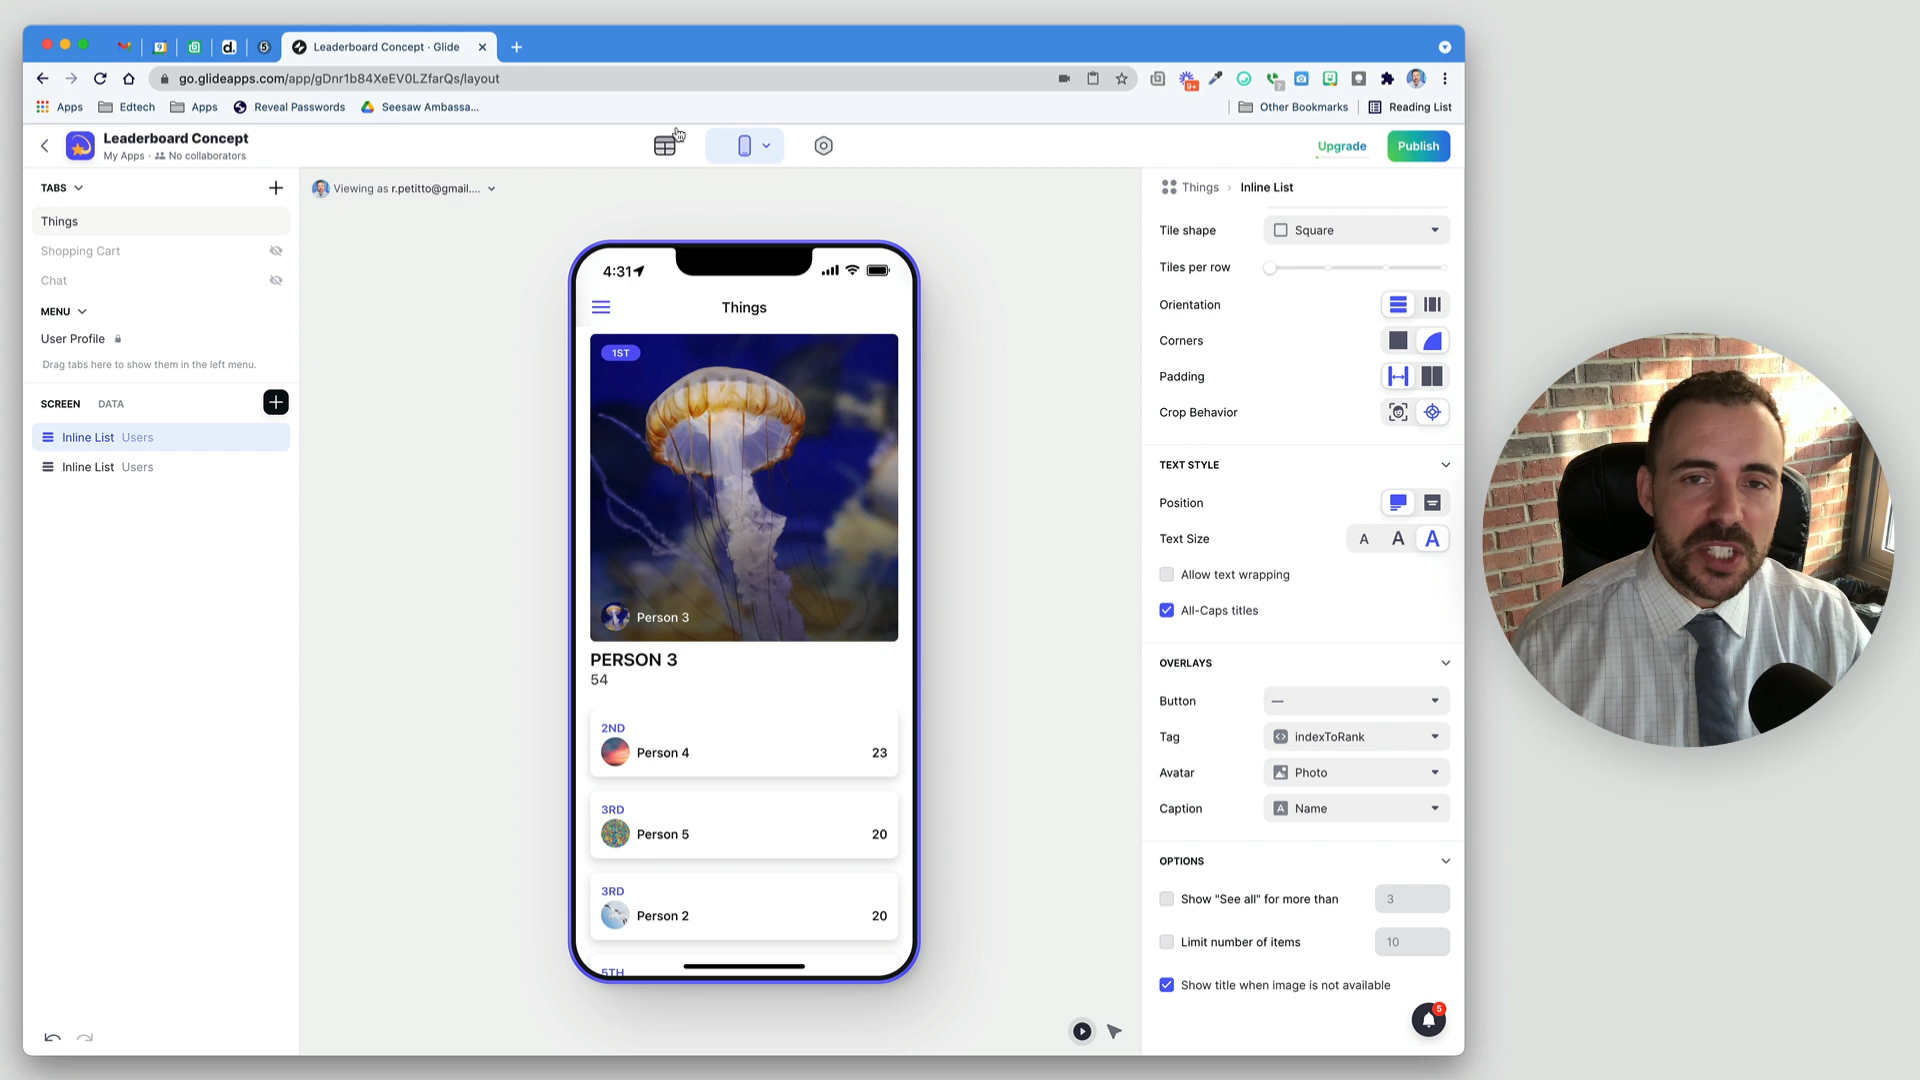 9
d.
5
Leaderboard Concept · Glide
go.glideapps.com/app/gDnr1b84XeEV0LZfarQs/layout
9+
?
Apps
Edtech
Apps
Reveal Passwords
Seesaw Ambassa...
Other Bookmarks
Reading List
Leaderboard Concept
My Apps · No collaborators
Upgrade
Publish
TABS
Things
Shopping Cart
Chat
MENU
User Profile
Drag tabs here to show them in the left menu.
SCREEN DATA
Inline List Users
Inline List Users
Viewing as r.petitto@gmail....
4:31
Things
1ST
Person 3
PERSON 3
54
2ND
Person 4 23
3RD
Person 5 20
3RD
Person 2 20
5TH
Things › Inline List
Tile shape Square
Tiles per row
Orientation
Corners
Padding
Crop Behavior
TEXT STYLE
Position
Text Size A A A
Allow text wrapping
All-Caps titles
OVERLAYS
Button —
Tag indexToRank
Avatar Photo
Caption A Name
OPTIONS
Show "See all" for more than 3
Limit number of items 10
Show title when image is not available
5